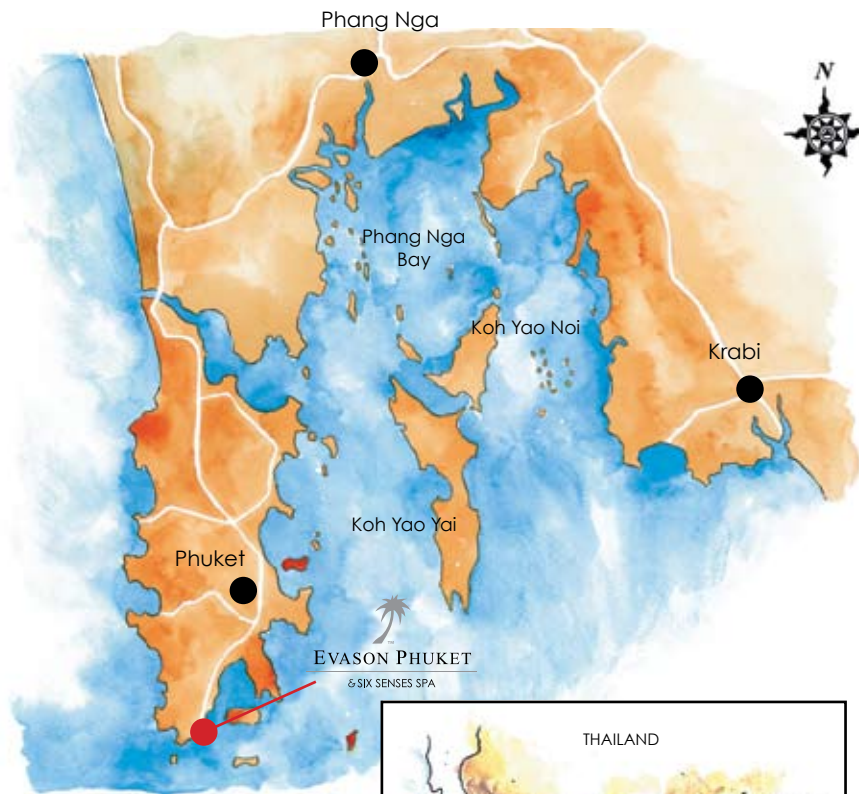 Phang Nga
N
Phang Nga
Bay
Koh Yao Noi
Krabi
Koh Yao Yai
Phuket
EVASON PHUKET
& SIX SENSES SPA
THAILAND